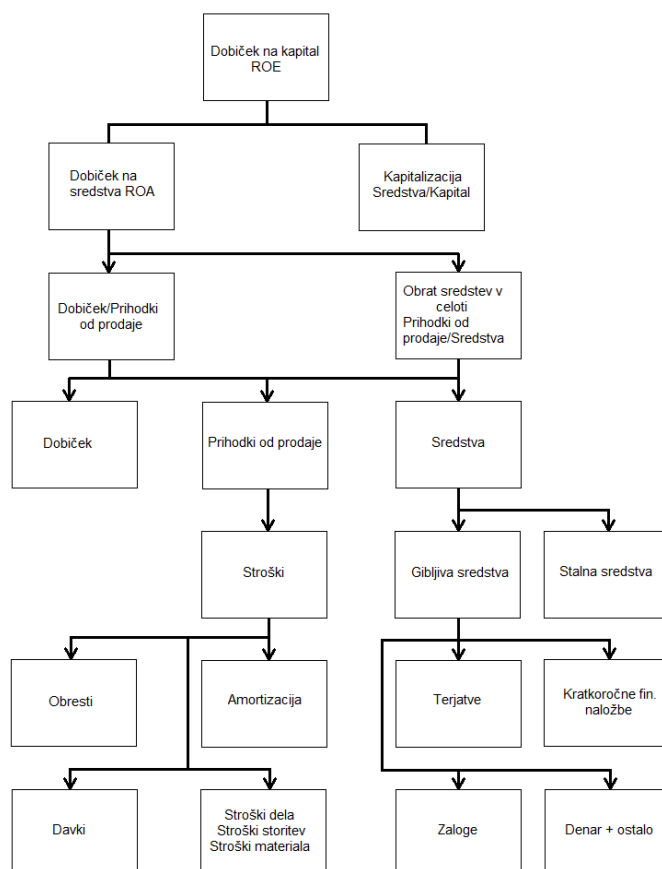 Dobiček na kapital
ROE
Dobiček na
sredstva ROA
Kapitalizacija
Sredstva/Kapital
Dobiček/Prihodki
od prodaje
Obrat sredstev v
celoti
Prihodki od
prodaje/Sredstva
Dobiček
Prihodki od prodaje
Sredstva
Stroški
Gibljiva sredstva
Stalna sredstva
Obresti
Amortizacija
Terjatve
Kratkoročne fin.
naložbe
Davki
Stroški dela
Stroški storitev
Stroški materiala
Zaloge
Denar + ostalo